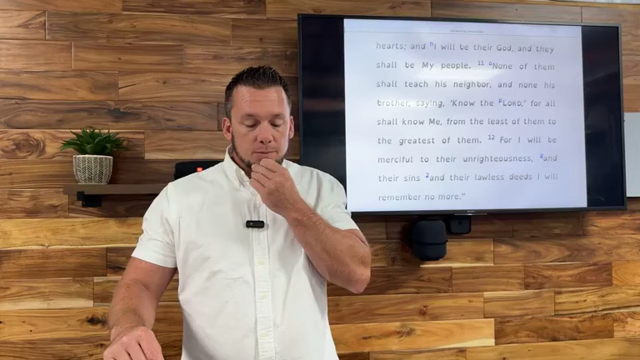 hearts; and ºI will be their God, and they
shall be My people. 11 None of them
shall teach his neighbor, and none his
brother, saying, ‘Know the ᵖLORD,’ for all
shall know Me, from the least of them to
the greatest of them. 12 For I will be
merciful to their unrighteousness, and
their sins 2and their lawless deeds I will
remember no more.”